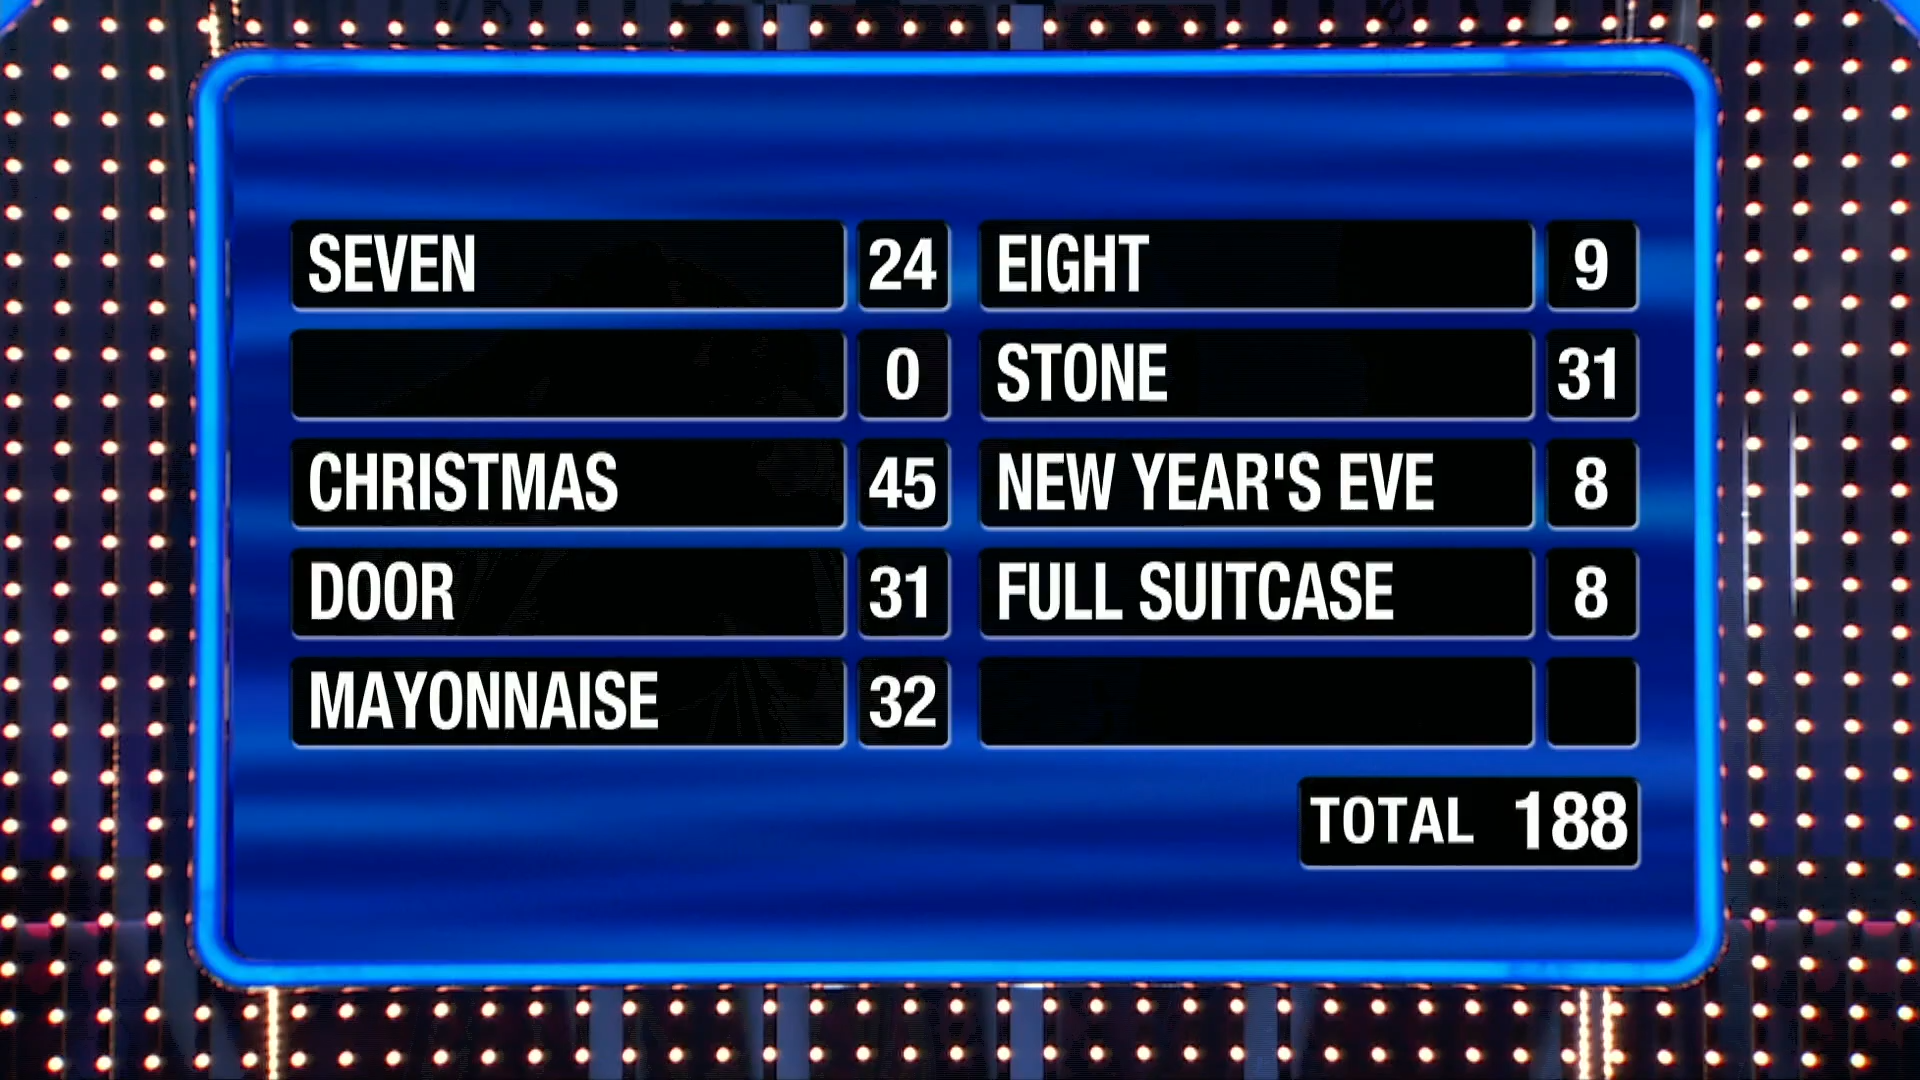 SEVEN 24 EIGHT 9
0 STONE 31
CHRISTMAS 45 NEW YEAR'S EVE 8
DOOR 31 FULL SUITCASE 8
MAYONNAISE 32
TOTAL 188